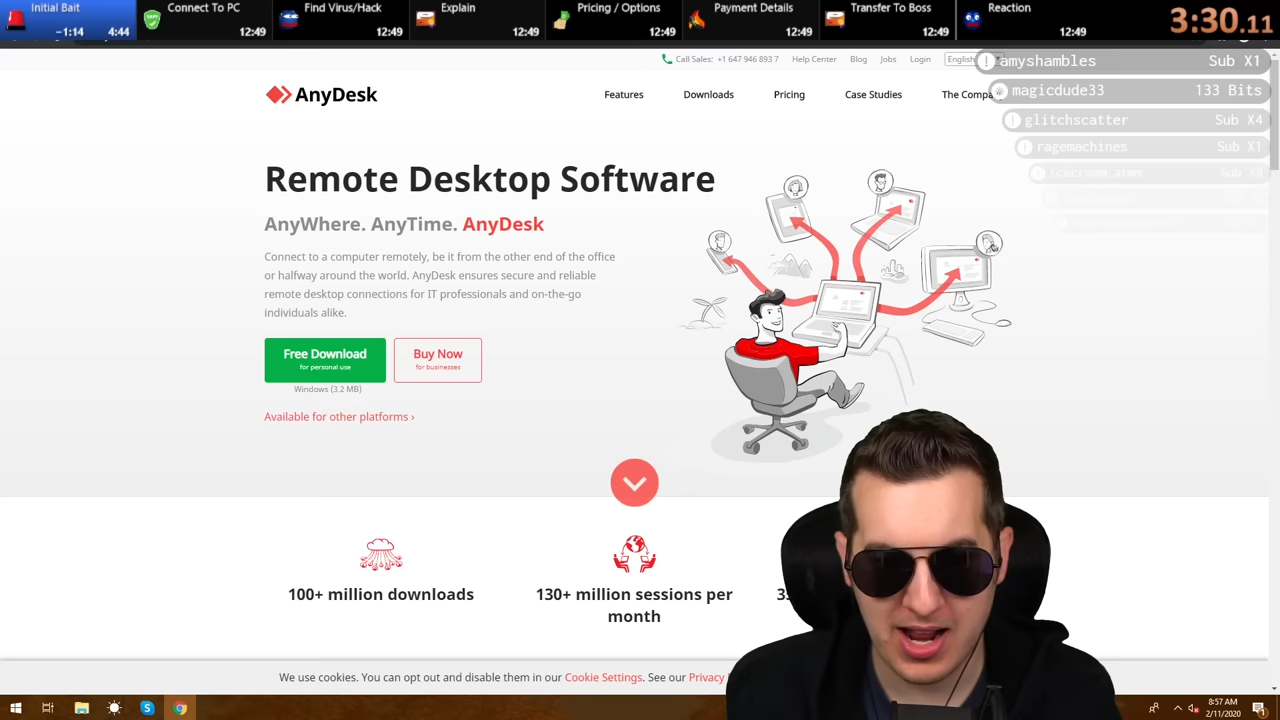 Initial Bait
-1:14 4:44
Connect To PC
12:49
Find Virus/Hack
12:49
Explain
12:49
Pricing / Options
12:49
Payment Details
12:49
Transfer To Boss
12:49
Reaction
12:49
3:30.11
Call Sales: +1 647 946 893 7 Help Center Blog Jobs Login English
amyshambles Sub X1
magicdude33 133 Bits
glitchscatter Sub X4
ragemachines Sub X1
AnyDesk
Features Downloads Pricing Case Studies The Compa
Remote Desktop Software
AnyWhere. AnyTime. AnyDesk
Connect to a computer remotely, be it from the other end of the office
or halfway around the world. AnyDesk ensures secure and reliable
remote desktop connections for IT professionals and on-the-go
individuals alike.
Free Download
for personal use
Buy Now
for businesses
Windows (3.2 MB)
Available for other platforms ›
100+ million downloads
130+ million sessions per
month
We use cookies. You can opt out and disable them in our Cookie Settings. See our Privacy
8:57 AM
2/11/2020